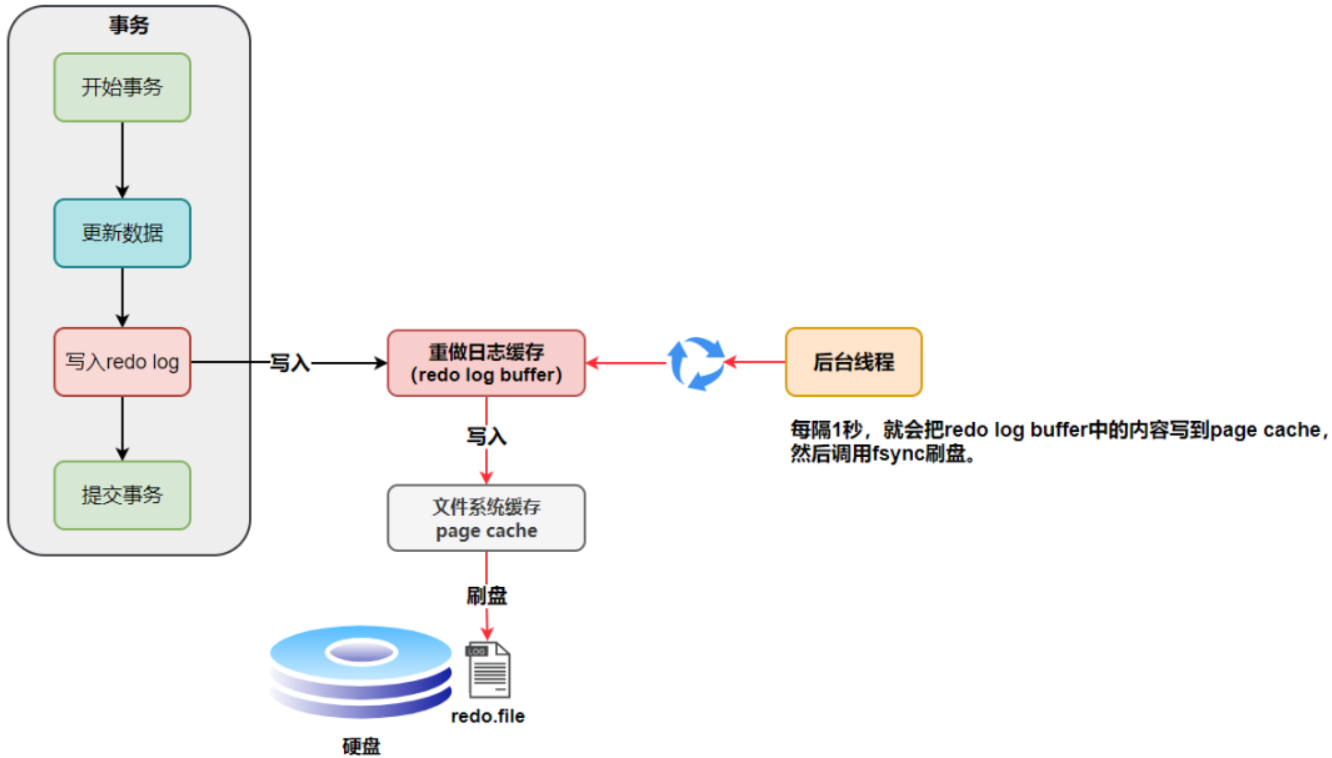 事务
开始事务
更新数据
写入redo log
提交事务
写入
重做日志缓存
（redo log buffer）
后台线程
每隔1秒，就会把redo log buffer中的内容写到page cache，
然后调用fsync刷盘。
写入
文件系统缓存
page cache
刷盘
LOG
redo.file
硬盘